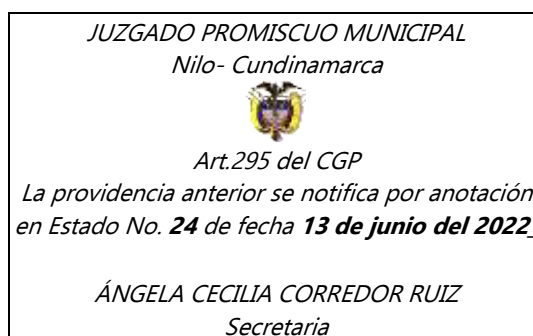 JUZGADO PROMISCUO MUNICIPAL
Nilo- Cundinamarca
Art.295 del CGP
La providencia anterior se notifica por anotación
en Estado No. 24 de fecha 13 de junio del 2022_
ÁNGELA CECILIA CORREDOR RUIZ
Secretaria